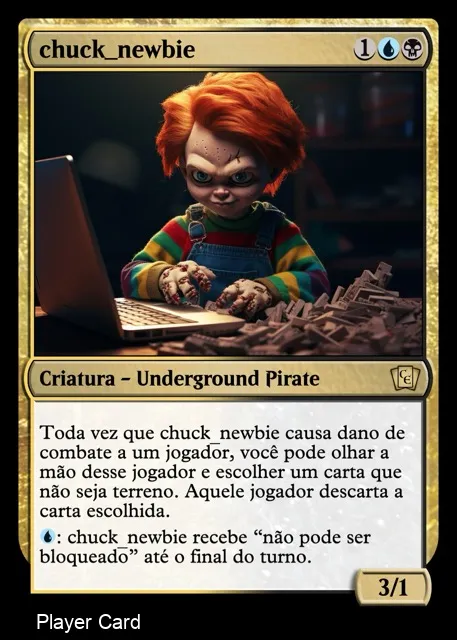 chuck_newbie 1
Criatura – Underground Pirate CE
Toda vez que chuck_newbie causa dano de
combate a um jogador, você pode olhar a
mão desse jogador e escolher um carta que
não seja terreno. Aquele jogador descarta a
carta escolhida.
: chuck_newbie recebe “não pode ser
bloqueado” até o final do turno.
3/1
Player Card